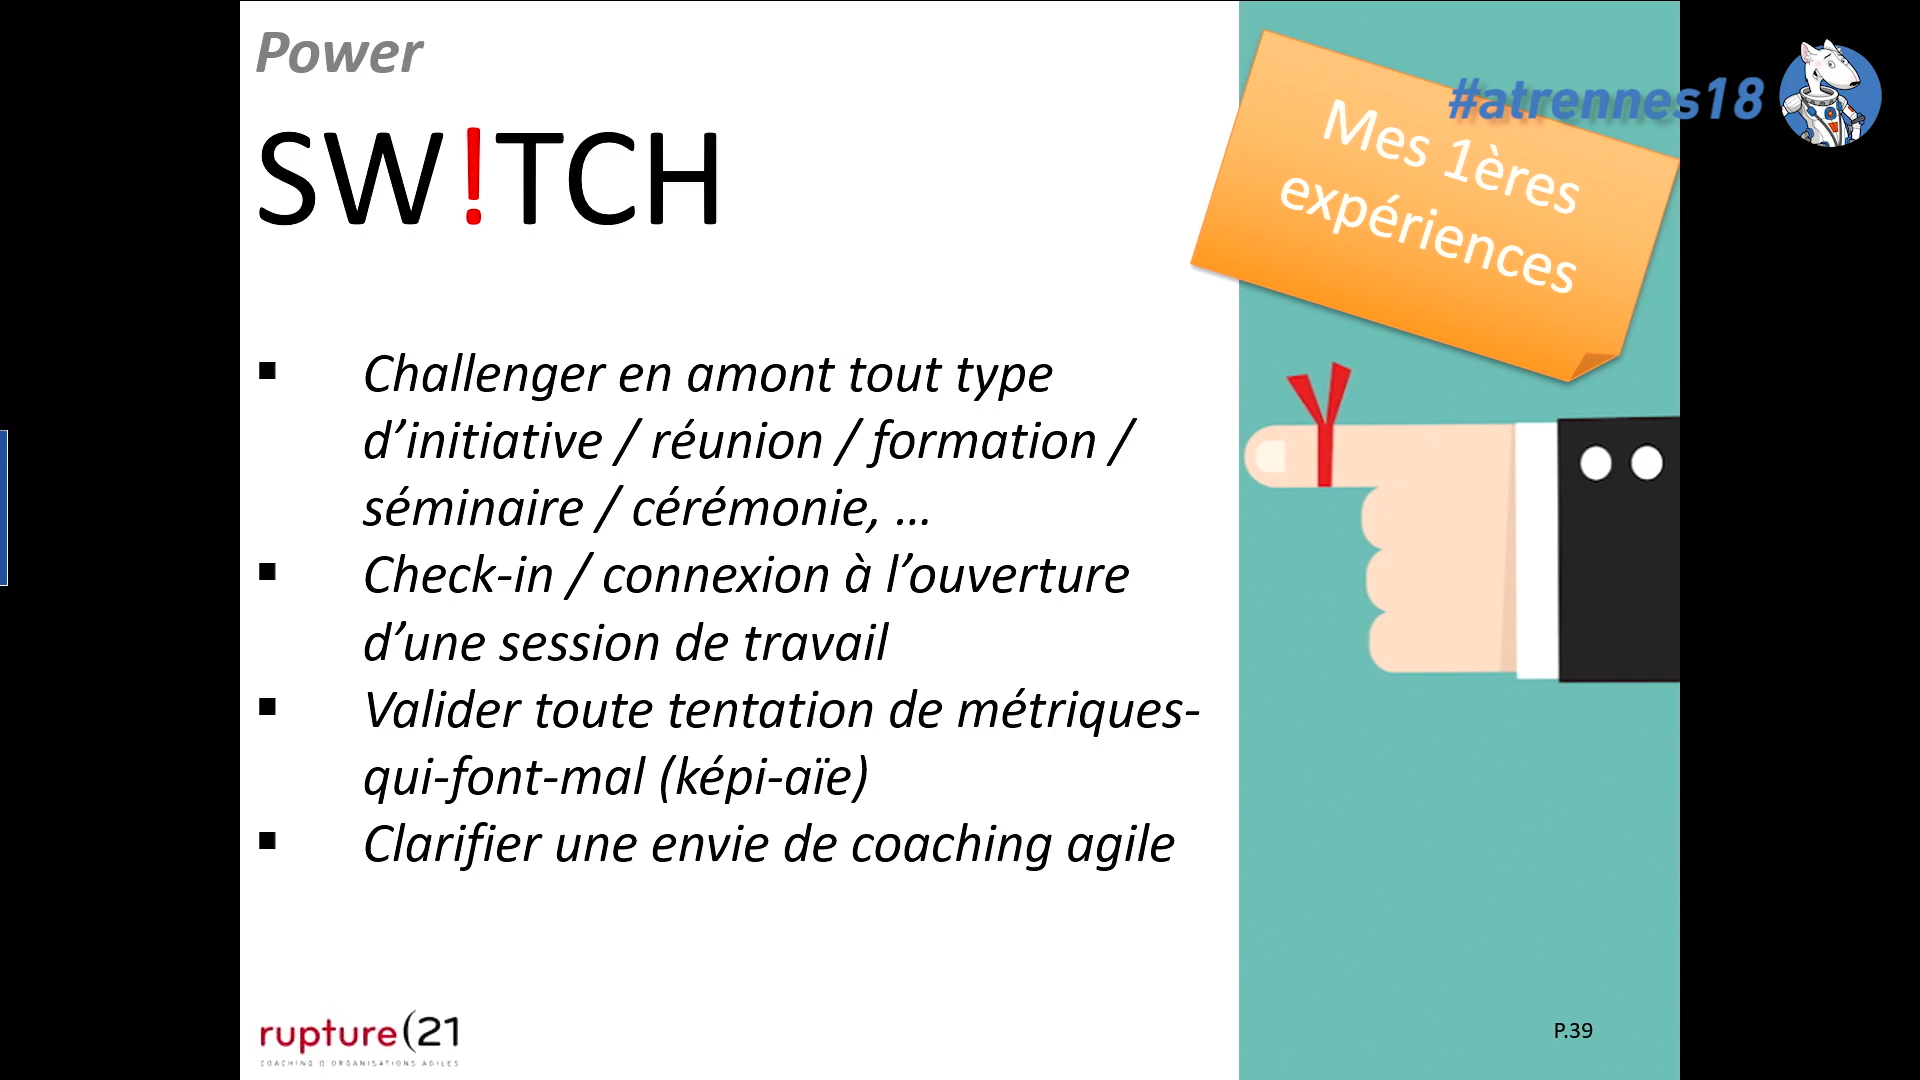 Power
SW!TCH
#atrennes18
Mes 1ères
expériences
▪ Challenger en amont tout type
d’initiative / réunion / formation /
séminaire / cérémonie, …
▪ Check-in / connexion à l’ouverture
d’une session de travail
▪ Valider toute tentation de métriques-
qui-font-mal (képi-aïe)
▪ Clarifier une envie de coaching agile
rupture(21
COACHING D'ORGANISATIONS AGILES
P.39